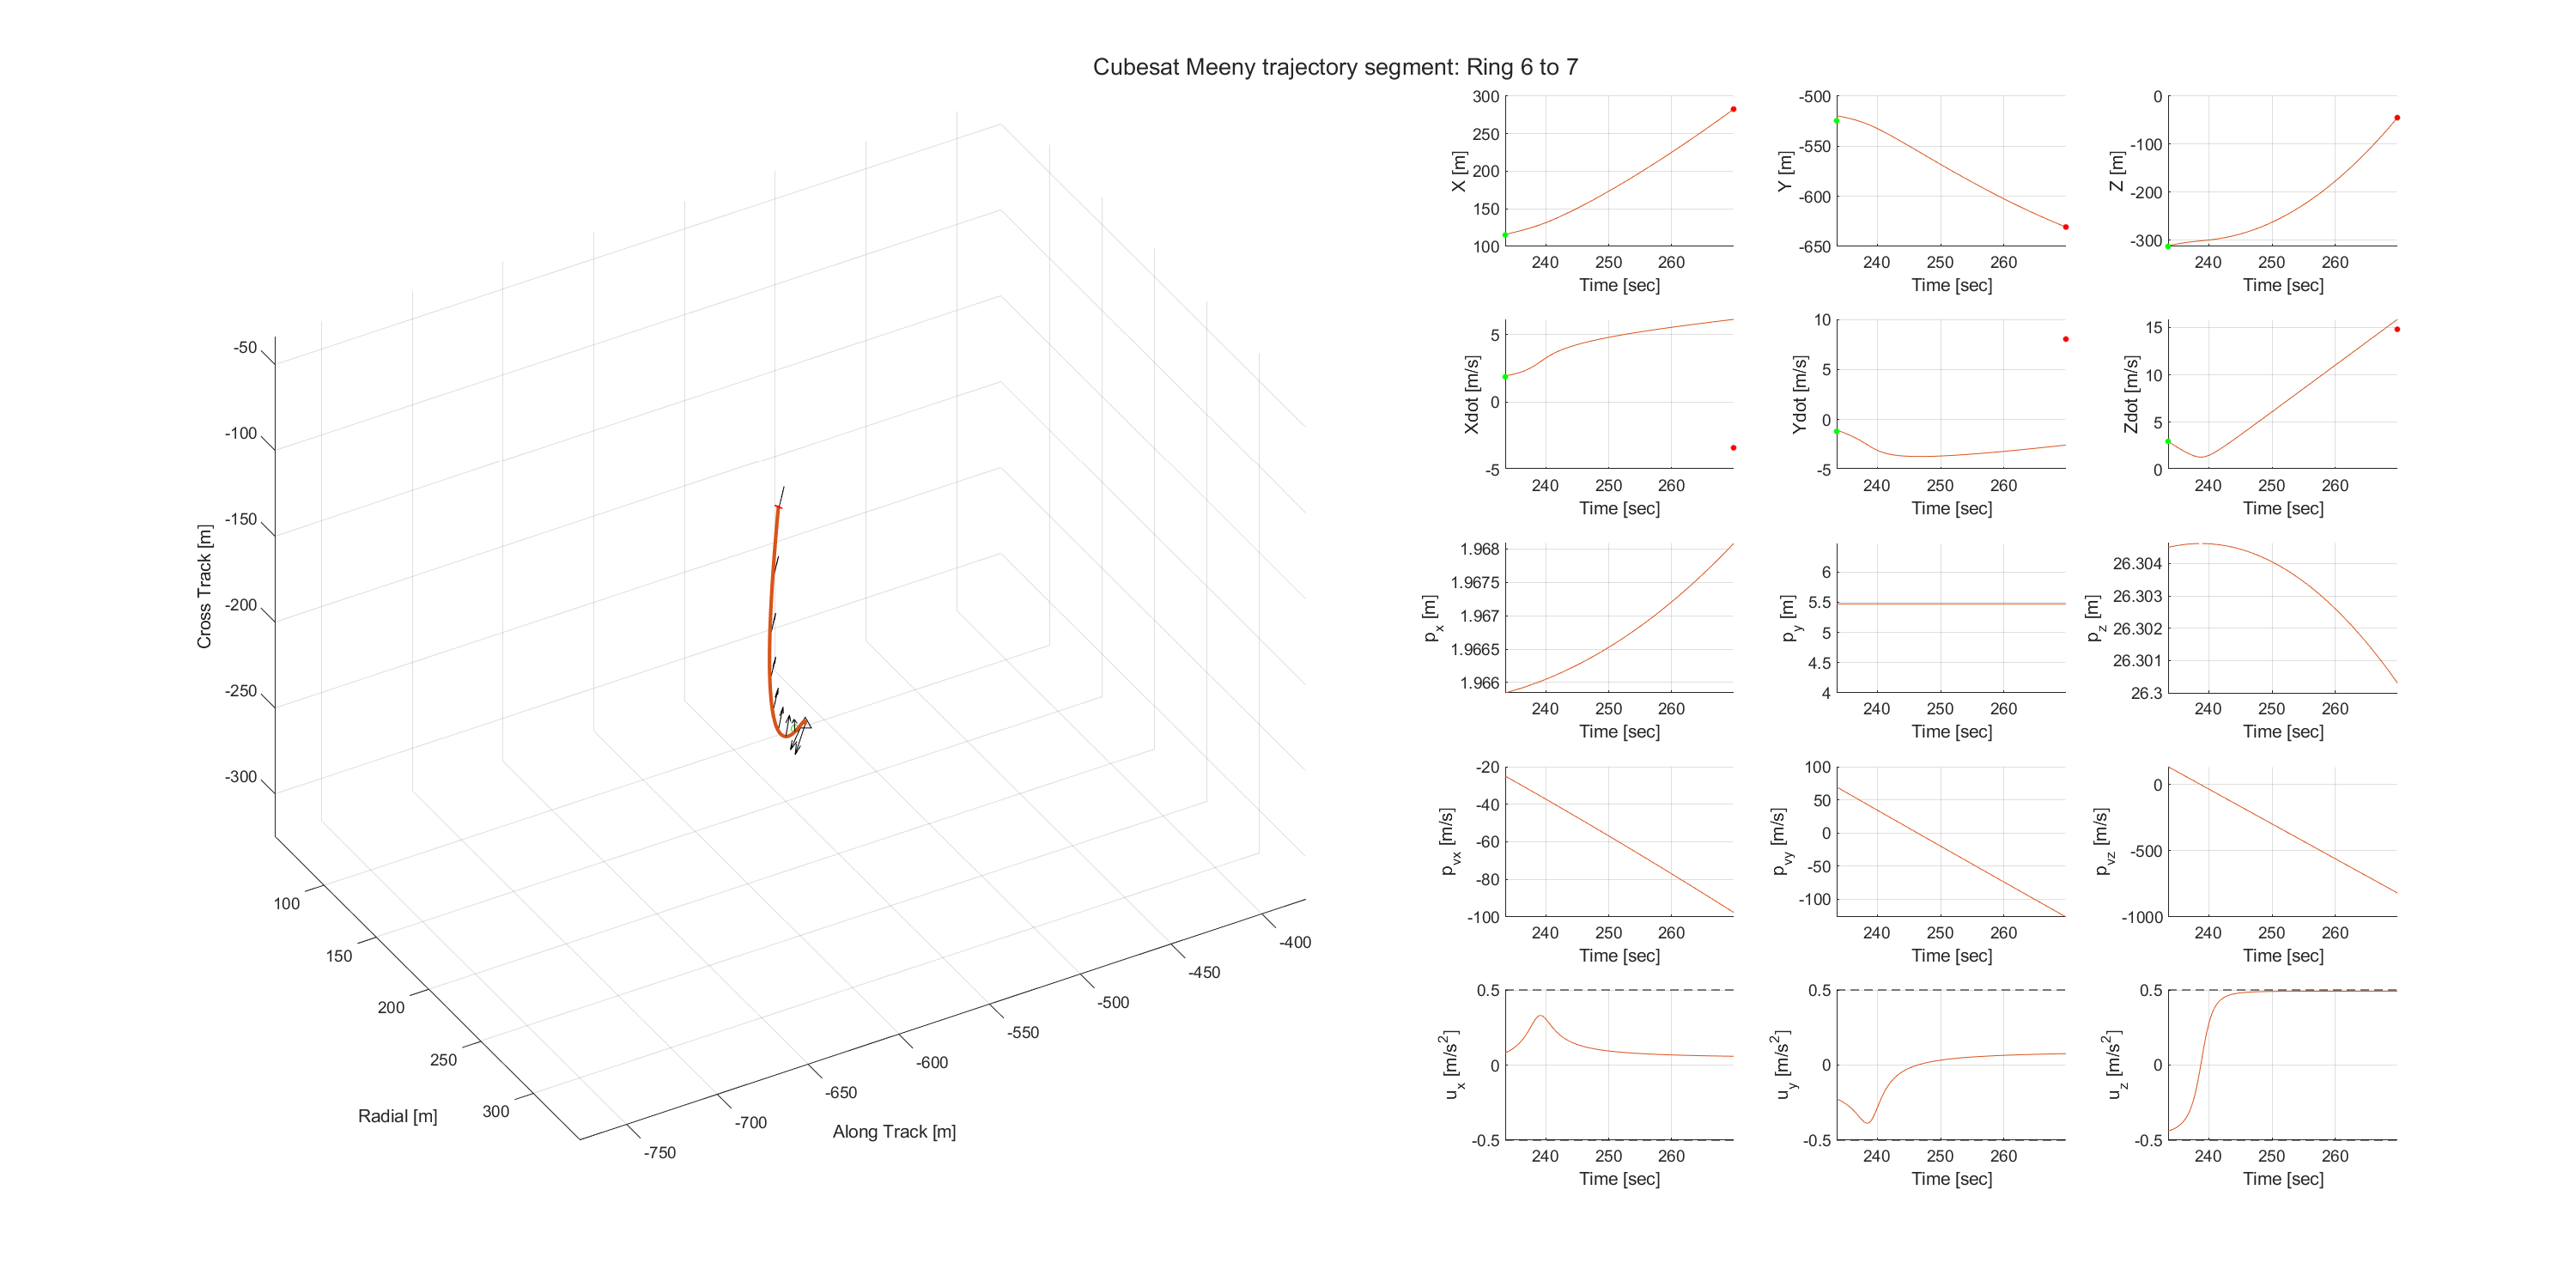 Cubesat Meeny trajectory segment: Ring 6 to 7
-50
-100
-150
-200
-250
-300
Cross Track [m]
100
150
200
250
300
Radial [m]
-750
-700
-650
-600
-550
-500
-450
-400
Along Track [m]
300
250
200
150
100
X [m]
240 250 260
Time [sec]
-500
-550
-600
-650
Y [m]
240 250 260
Time [sec]
0
-100
-200
-300
Z [m]
240 250 260
Time [sec]
5
0
-5
Xdot [m/s]
240 250 260
Time [sec]
10
5
0
-5
Ydot [m/s]
240 250 260
Time [sec]
15
10
5
0
Zdot [m/s]
240 250 260
Time [sec]
1.968
1.9675
1.967
1.9665
1.966
p_x [m]
240 250 260
Time [sec]
6
5.5
5
4.5
4
p_y [m]
240 250 260
Time [sec]
26.304
26.303
26.302
26.301
26.3
p_z [m]
240 250 260
Time [sec]
-20
-40
-60
-80
-100
p_vx [m/s]
240 250 260
Time [sec]
100
50
0
-50
-100
p_vy [m/s]
240 250 260
Time [sec]
0
-500
-1000
p_vz [m/s]
240 250 260
Time [sec]
0.5
0
-0.5
u_x [m/s²]
240 250 260
Time [sec]
0.5
0
-0.5
u_y [m/s²]
240 250 260
Time [sec]
0.5
0
-0.5
u_z [m/s²]
240 250 260
Time [sec]